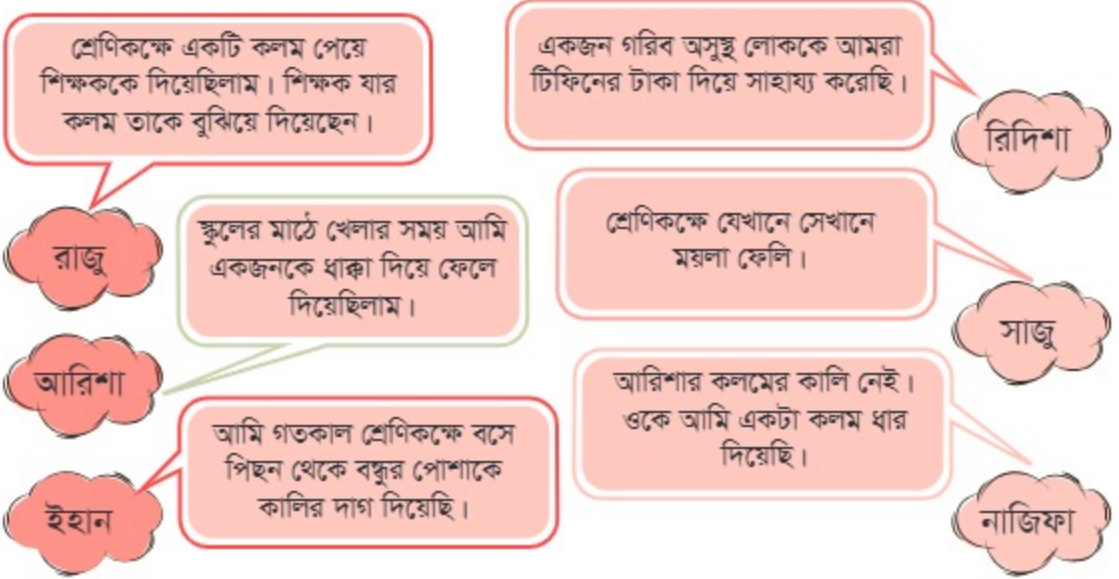 শ্রেণিকক্ষে একটি কলম পেয়ে
শিক্ষককে দিয়েছিলাম। শিক্ষক যার
কলম তাকে বুঝিয়ে দিয়েছেন।
রাজু
একজন গরিব অসুস্থ লোককে আমরা
টিফিনের টাকা দিয়ে সাহায্য করেছি।
রিদিশা
স্কুলের মাঠে খেলার সময় আমি
একজনকে ধাক্কা দিয়ে ফেলে
দিয়েছিলাম।
আরিশা
শ্রেণিকক্ষে যেখানে সেখানে
ময়লা ফেলি।
সাজু
আমি গতকাল শ্রেণিকক্ষে বসে
পিছন থেকে বন্ধুর পোশাকে
কালির দাগ দিয়েছি।
ইহান
আরিশার কলমের কালি নেই।
ওকে আমি একটা কলম ধার
দিয়েছি।
নাজিফা